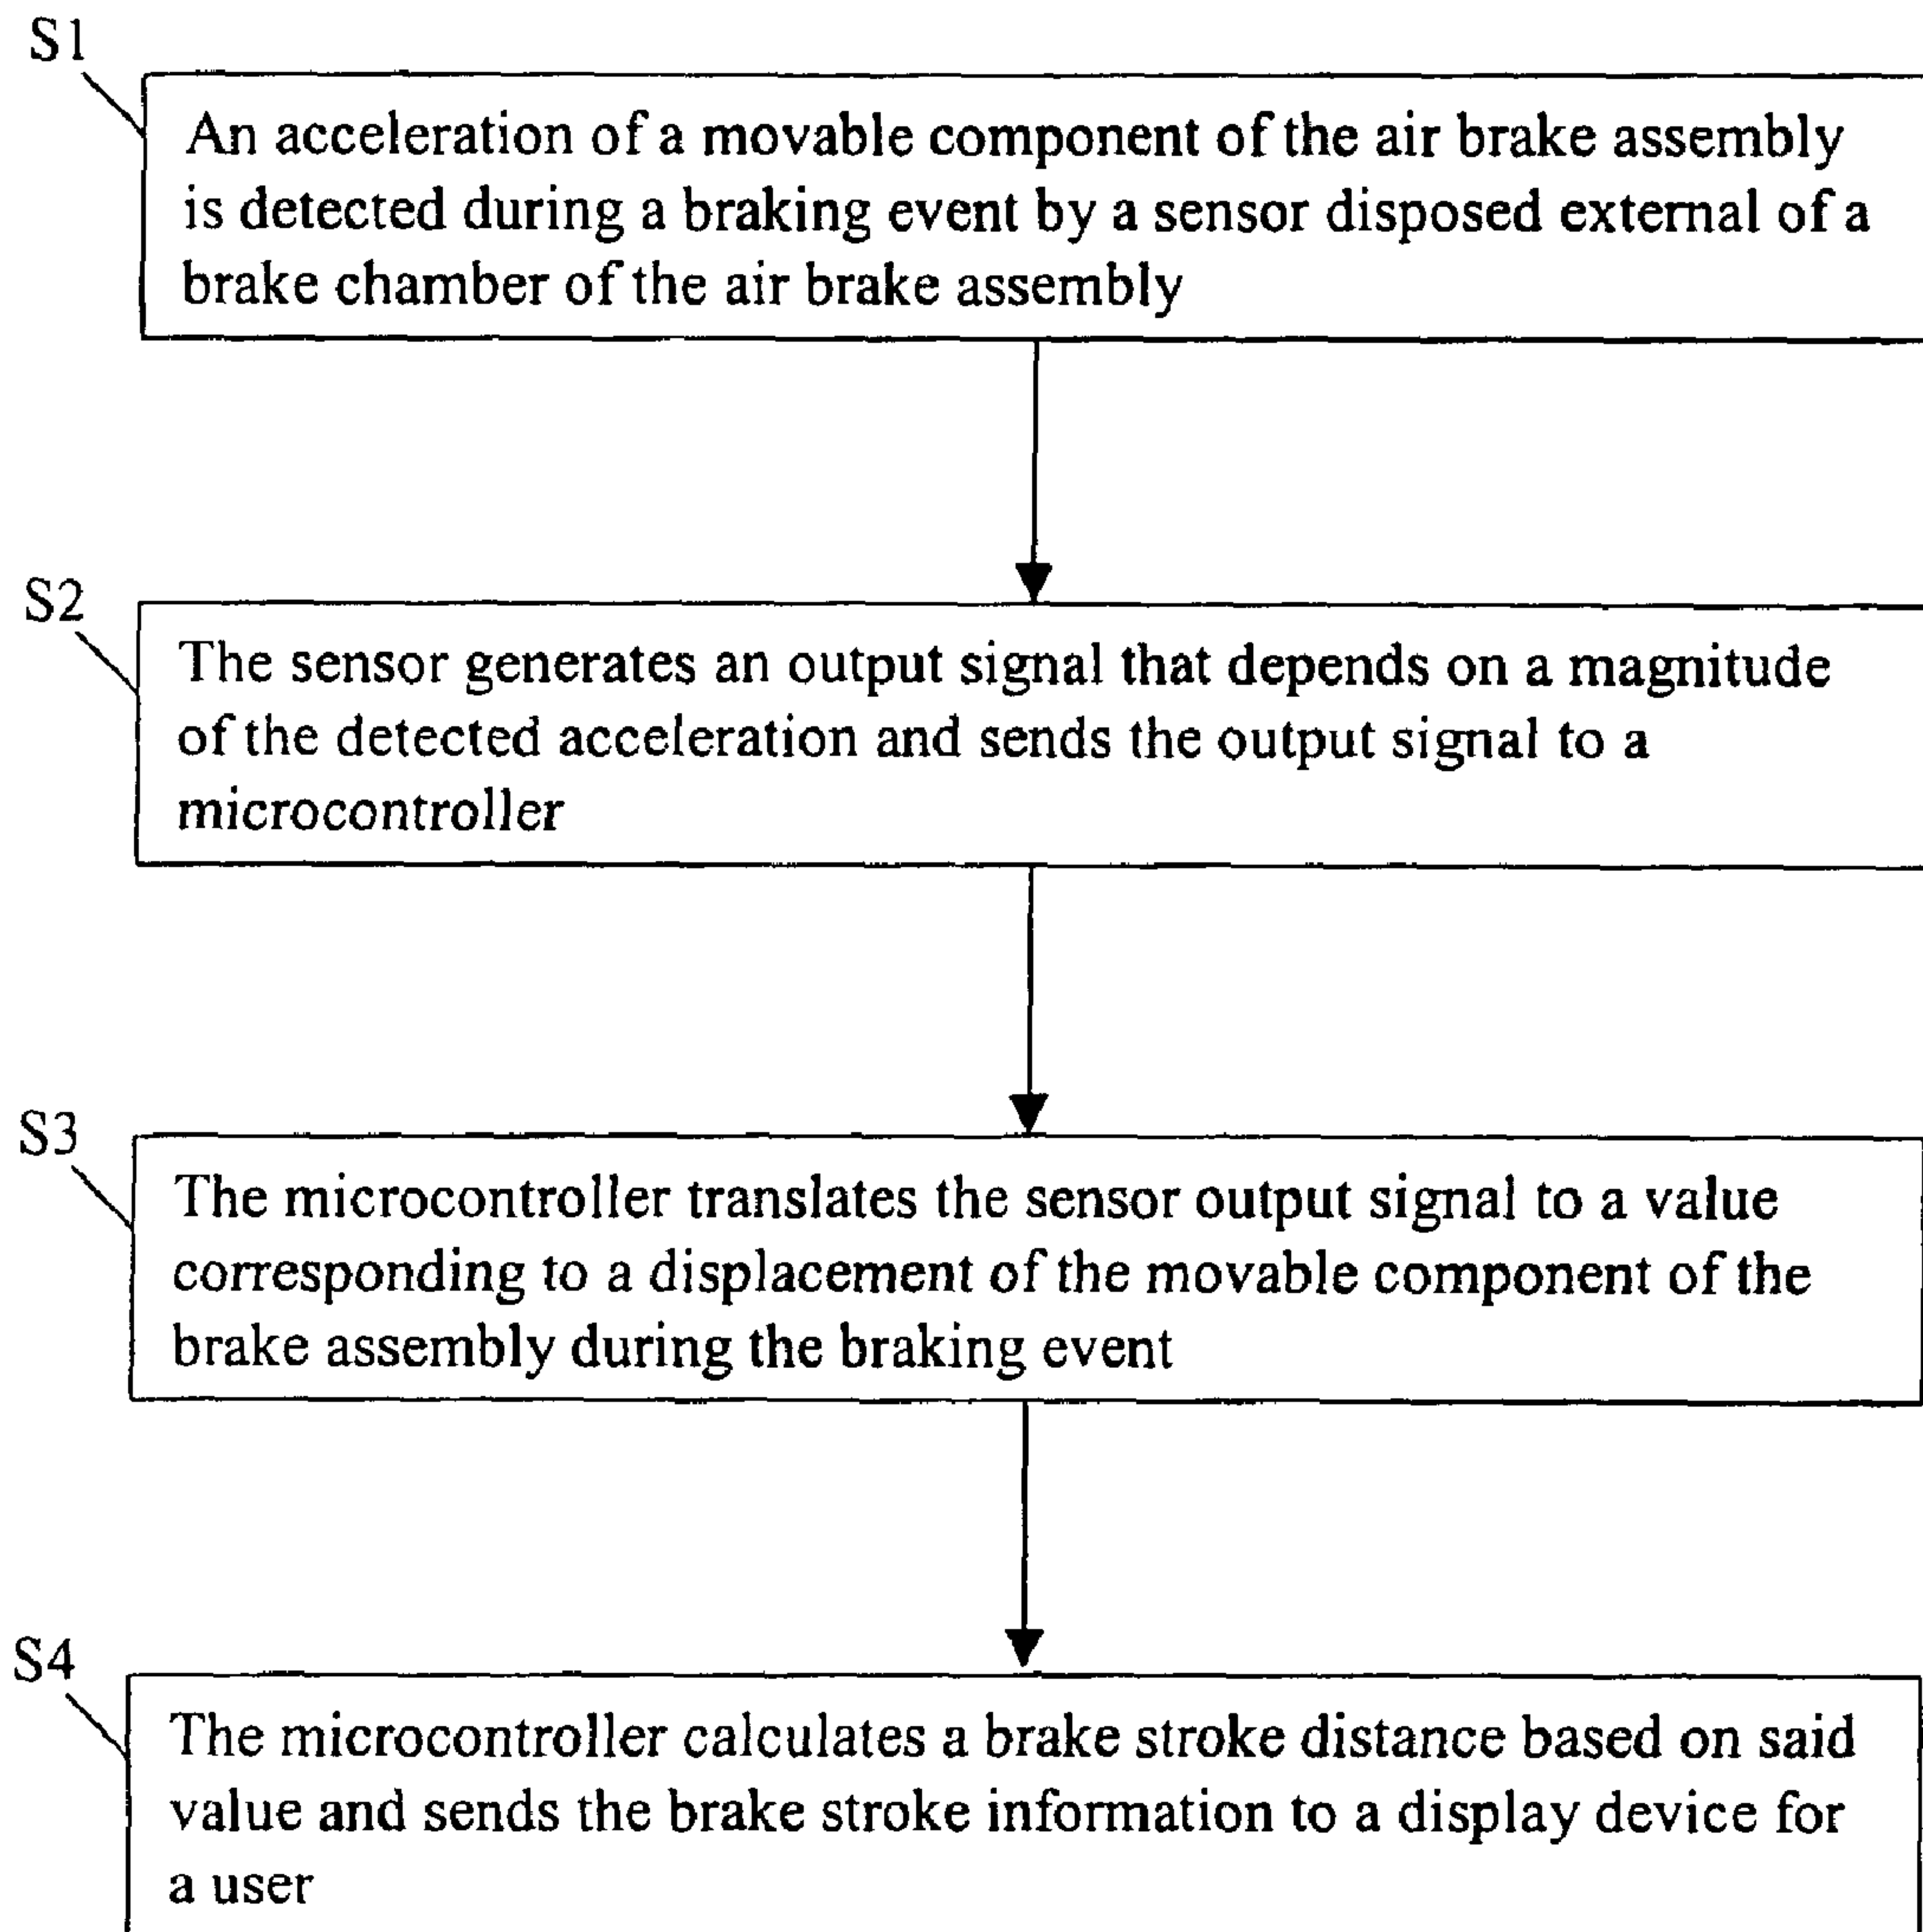 S1
An acceleration of a movable component of the air brake assembly
is detected during a braking event by a sensor disposed external of a
brake chamber of the air brake assembly
S2
The sensor generates an output signal that depends on a magnitude
of the detected acceleration and sends the output signal to a
microcontroller
S3
The microcontroller translates the sensor output signal to a value
corresponding to a displacement of the movable component of the
brake assembly during the braking event
S4
The microcontroller calculates a brake stroke distance based on said
value and sends the brake stroke information to a display device for
a user